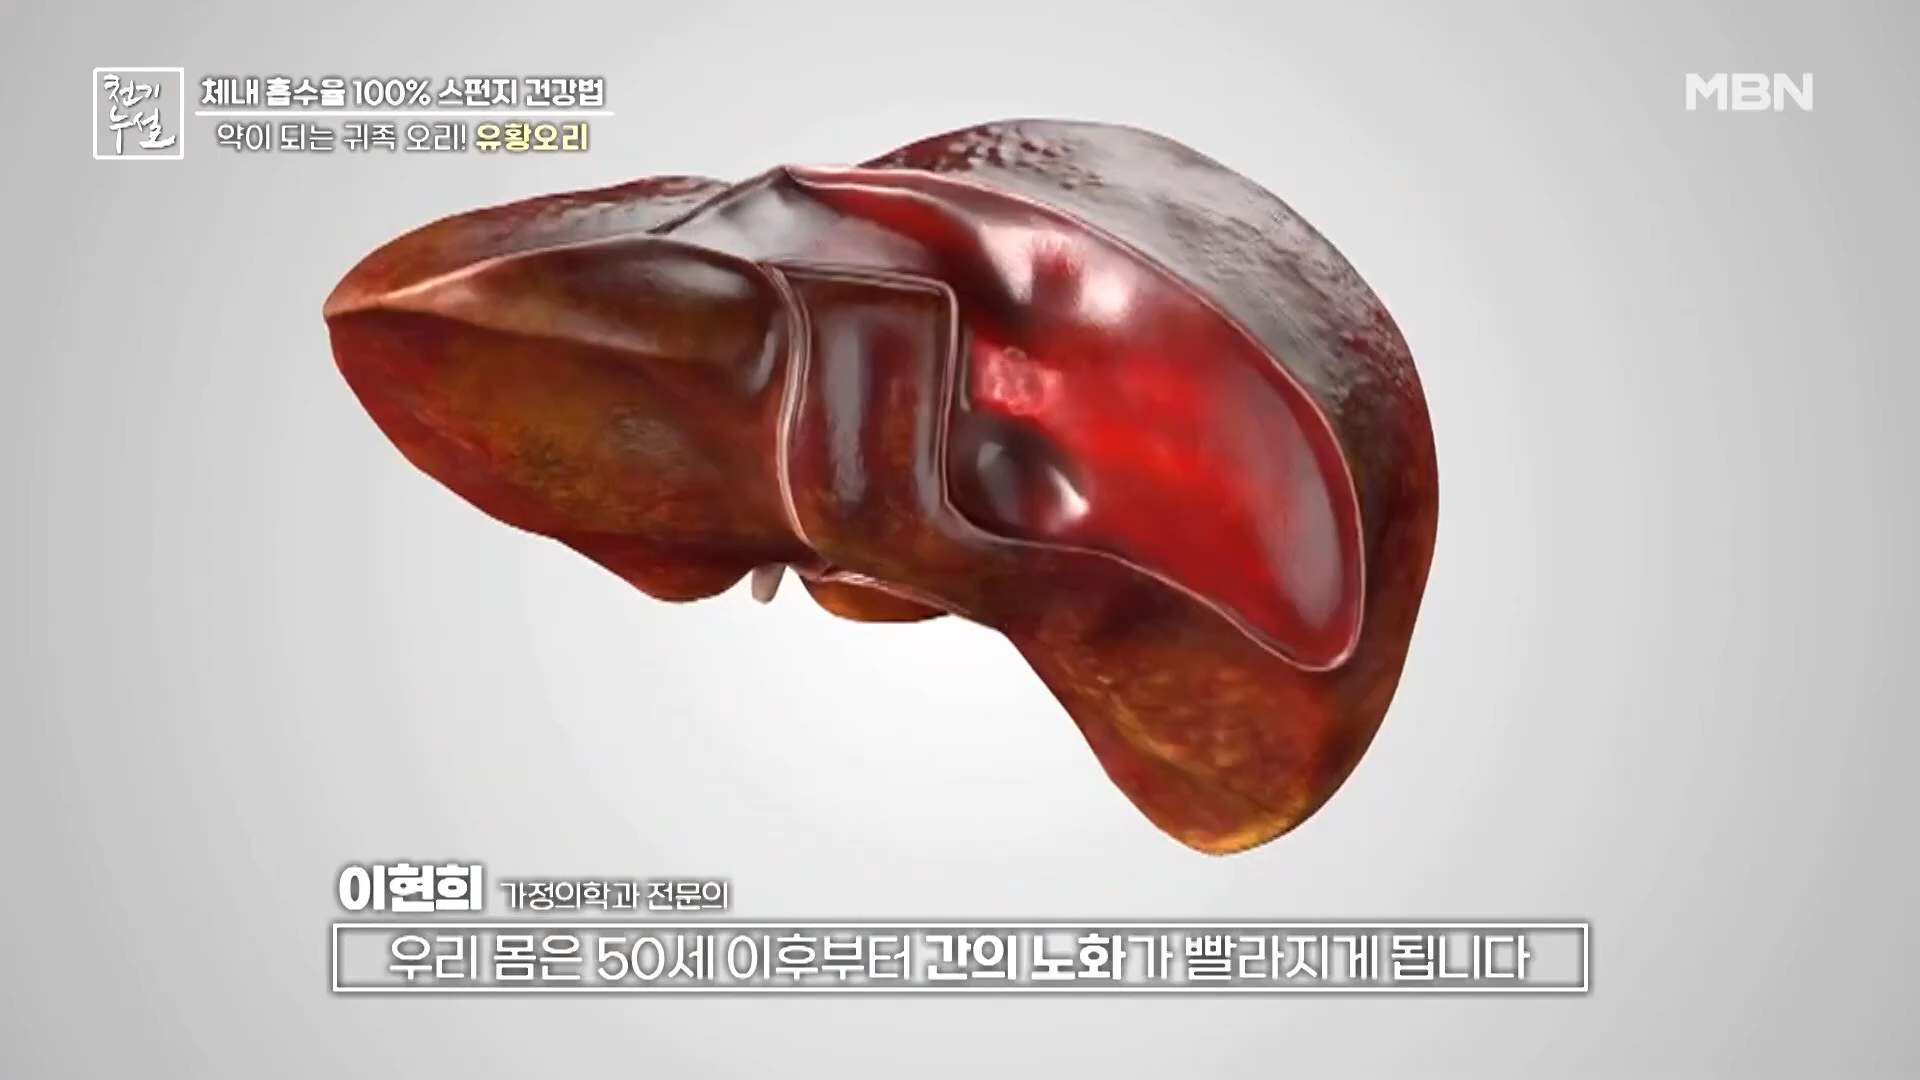 천기누설
체내 흡수율 100% 스펀지 건강법
약이 되는 귀족 오리! 유황오리
MBN
이현희 가정의학과 전문의
우리 몸은 50세 이후부터 간의 노화가 빨라지게 됩니다